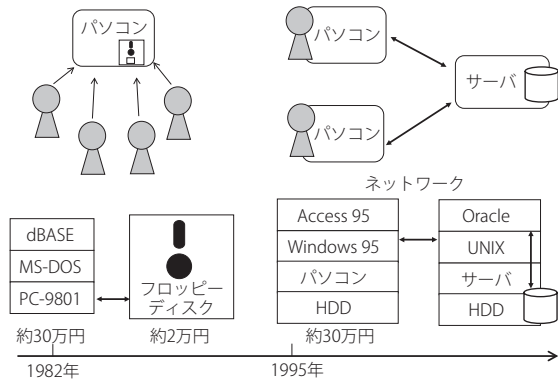 パソコン
パソコン
パソコン
サーバ
ネットワーク
dBASE
MS-DOS
PC-9801
フロッピー
ディスク
Access 95
Windows 95
パソコン
HDD
Oracle
UNIX
サーバ
HDD
約30万円
約2万円
約30万円
1982年
1995年